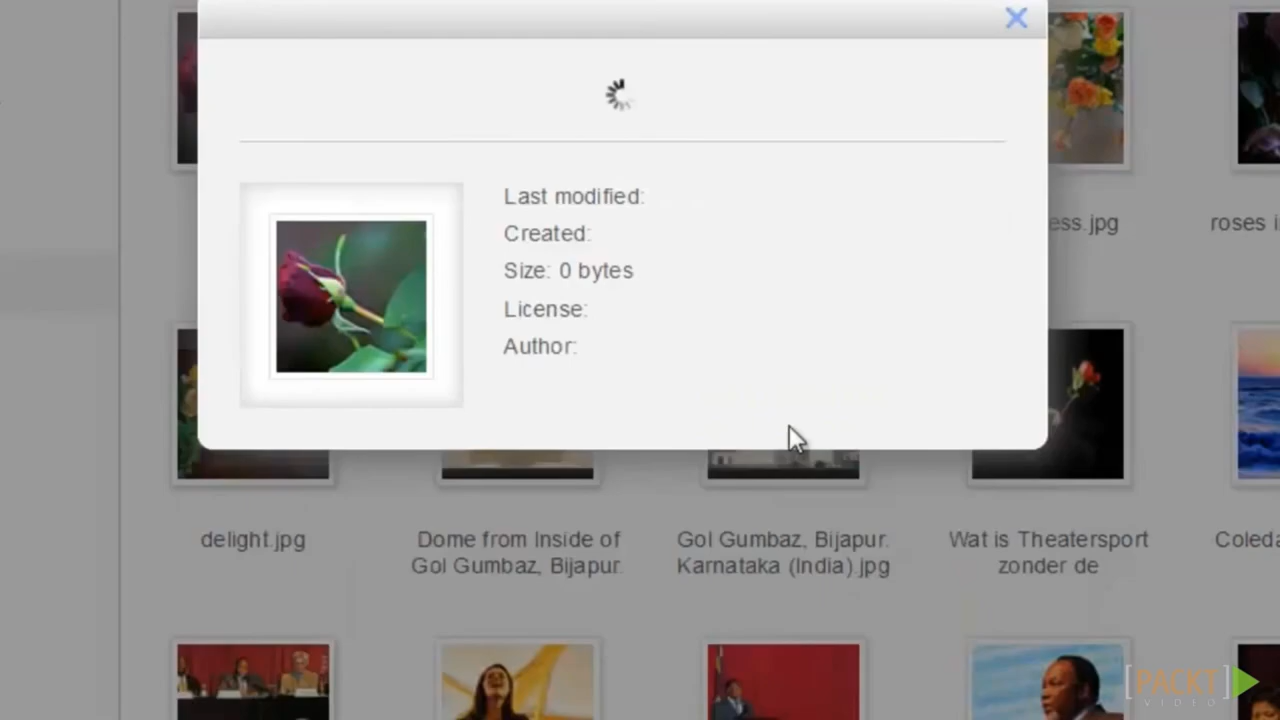 Last modified:
Created:
Size: 0 bytes
License:
Author:
ess.jpg
roses i
delight.jpg
Dome from Inside of
Gol Gumbaz, Bijapur.
Gol Gumbaz, Bijapur.
Karnataka (India).jpg
Wat is Theatersport
zonder de
Coleda
[PACKT]
VIDEO